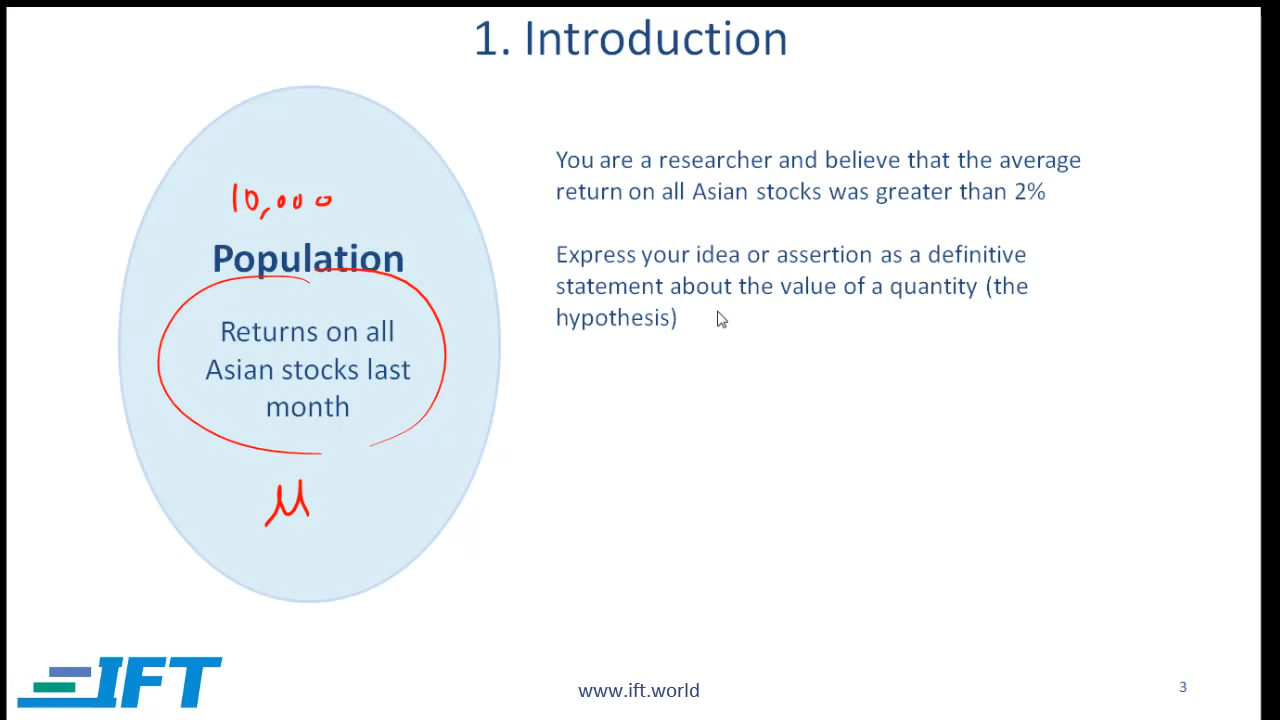 1. Introduction
10,000
Population
Returns on all
Asian stocks last
month
μ
You are a researcher and believe that the average
return on all Asian stocks was greater than 2%
Express your idea or assertion as a definitive
statement about the value of a quantity (the
hypothesis)
IFT
www.ift.world
3